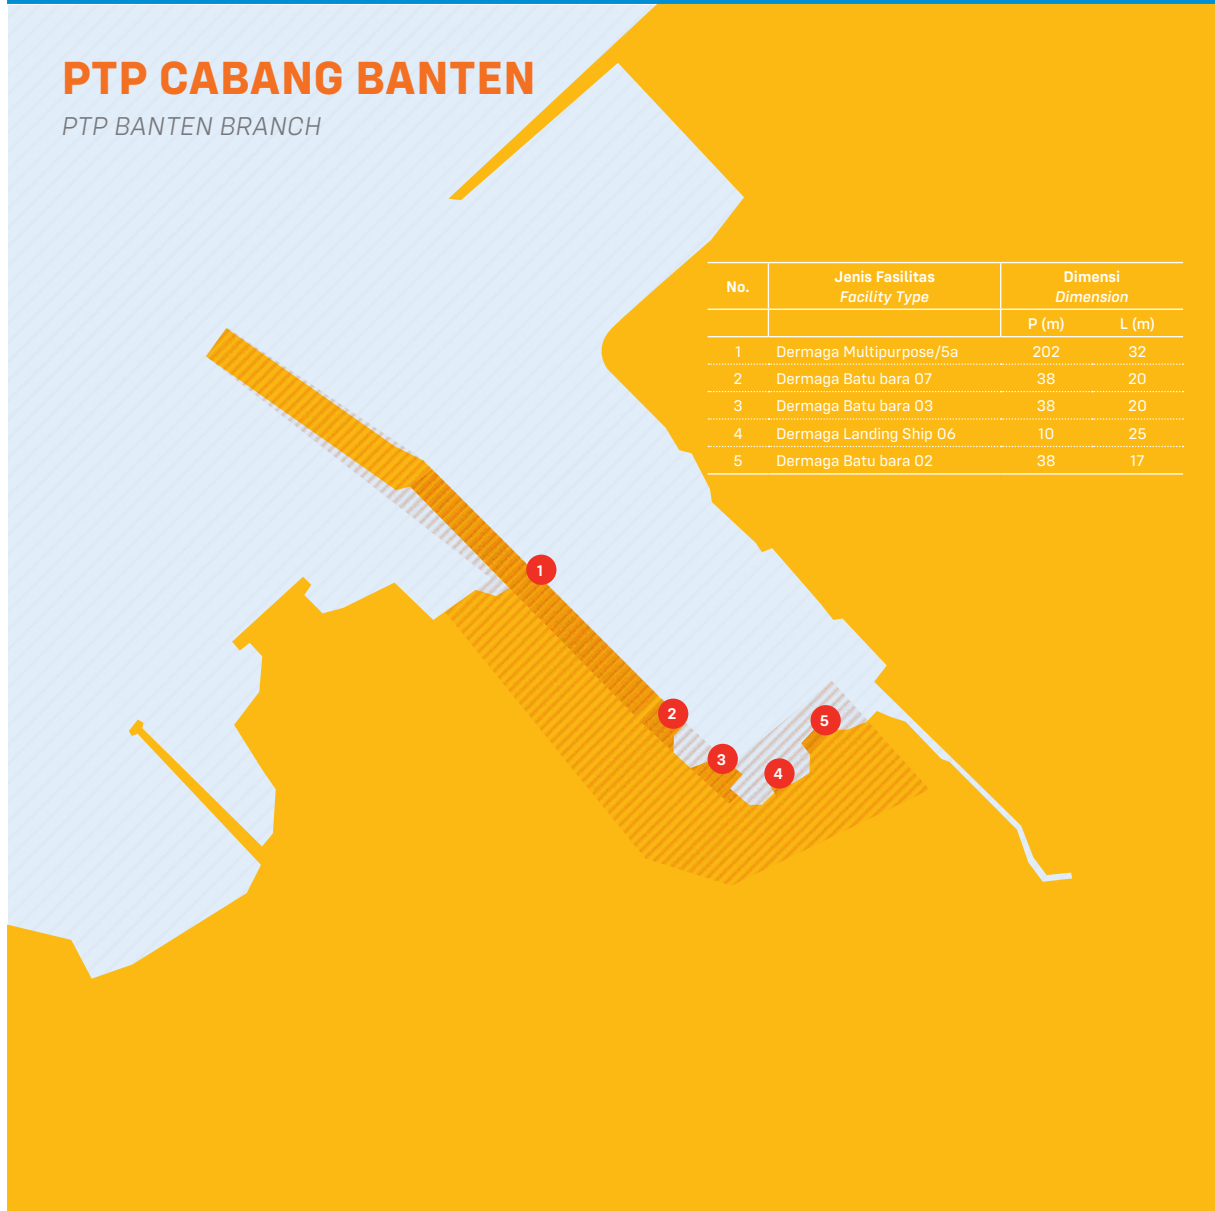 PTP CABANG BANTEN
PTP BANTEN BRANCH
No. Jenis Fasilitas Dimensi
Facility Type Dimension
P (m) L (m)
1 Dermaga Multipurpose/5a 202 32
2 Dermaga Batu bara 07 38 20
3 Dermaga Batu bara 03 38 20
4 Dermaga Landing Ship 06 10 25
5 Dermaga Batu bara 02 38 17
1
2
3
4
5